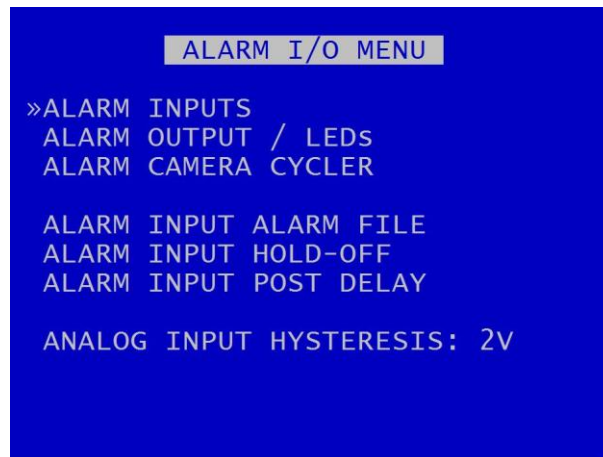 ALARM I/O MENU
»ALARM INPUTS
ALARM OUTPUT / LEDs
ALARM CAMERA CYCLER
ALARM INPUT ALARM FILE
ALARM INPUT HOLD-OFF
ALARM INPUT POST DELAY
ANALOG INPUT HYSTERESIS: 2V